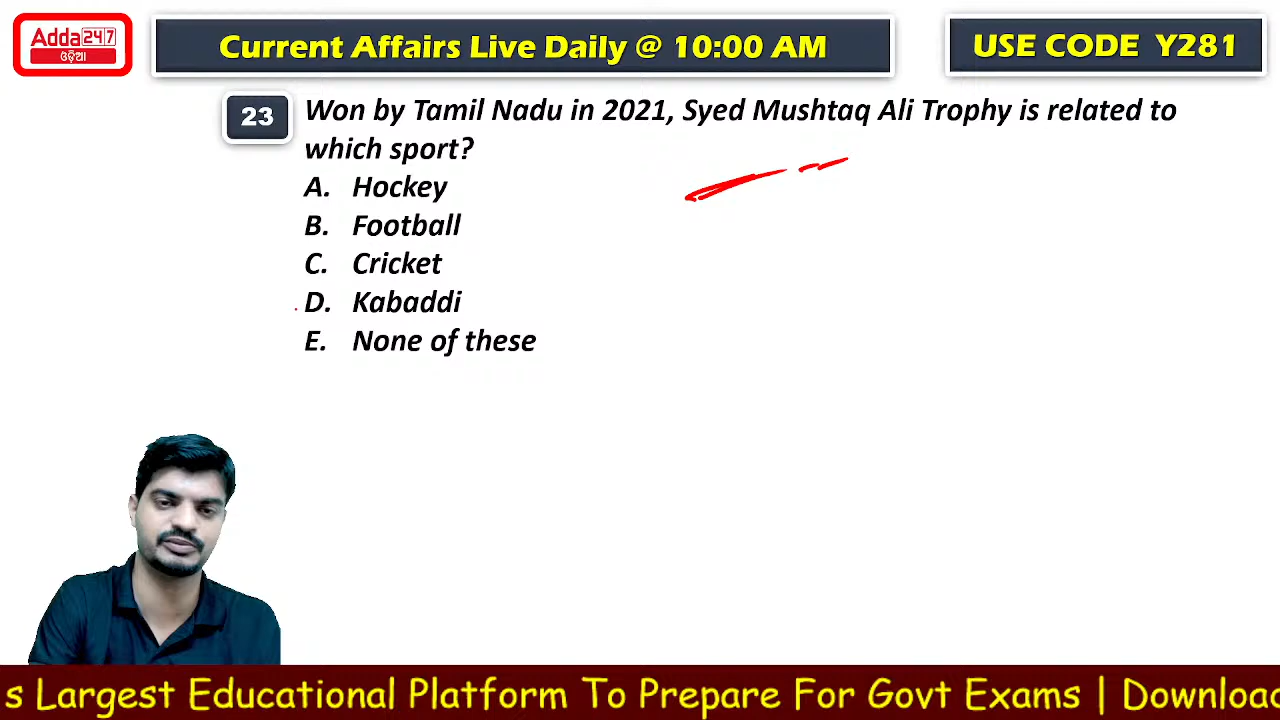 Adda247
ଓଡ଼ିଆ
Current Affairs Live Daily @ 10:00 AM
USE CODE Y281
23
Won by Tamil Nadu in 2021, Syed Mushtaq Ali Trophy is related to
which sport?
A. Hockey
B. Football
C. Cricket
D. Kabaddi
E. None of these
s Largest Educational Platform To Prepare For Govt Exams | Download